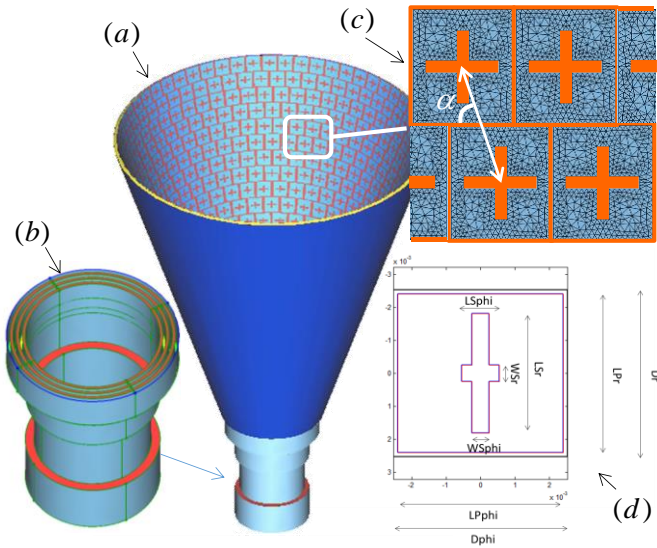 (a)
(b)
(c)
α
x 10⁻³
-3
-2
-1
0
1
2
3
LSphi
WSr
LSr
WSphi
LPr
Dr
-2
-1
0
1
2
x 10⁻³
LPphi
Dphi
(d)